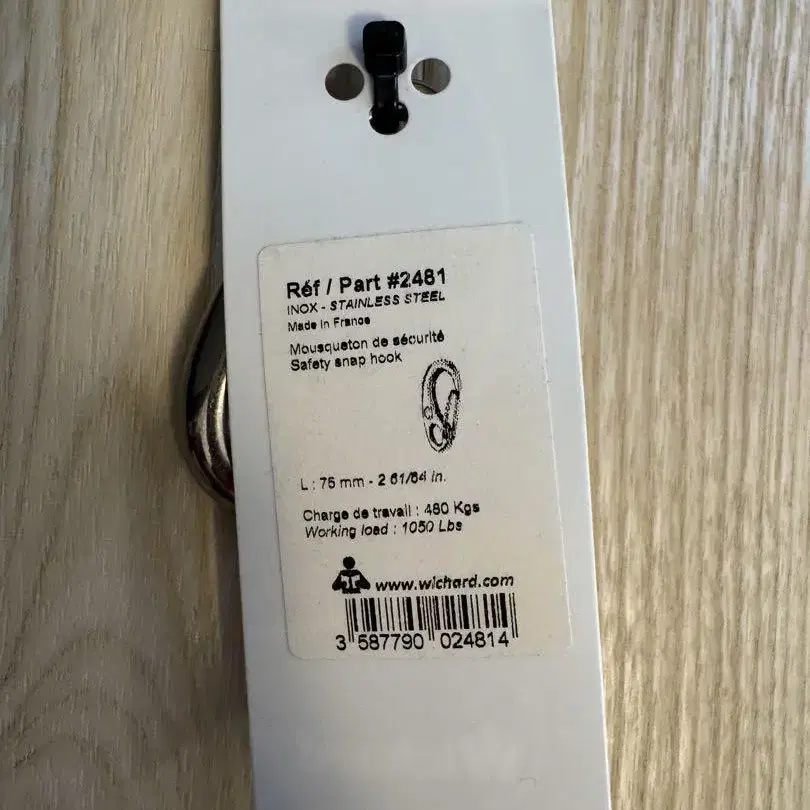 Réf / Part #2481
INOX - STAINLESS STEEL
Made in France
Mousqueton de sécurité
Safety snap hook
L : 75 mm - 2 61/64 in.
Charge de travail : 480 Kgs
Working load : 1050 Lbs
www.wichard.com
3 587790 024814